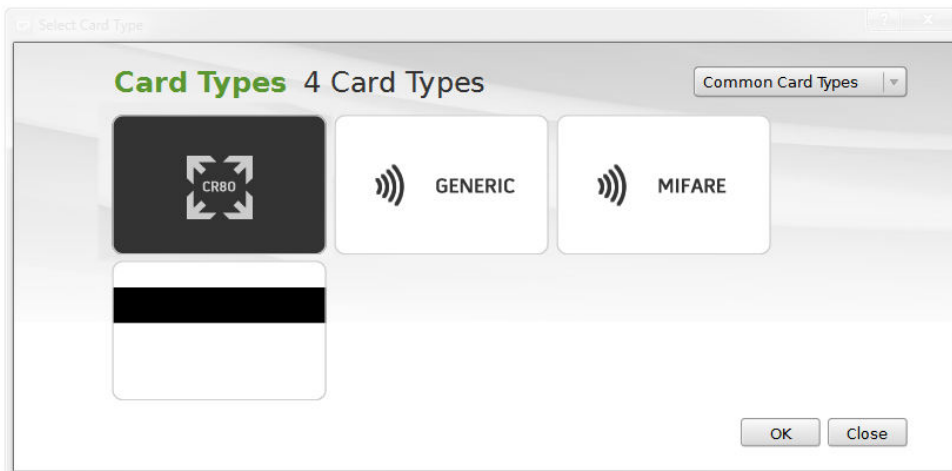 Select Card Type
Card Types 4 Card Types
Common Card Types
CR80
GENERIC
MIFARE
OK
Close